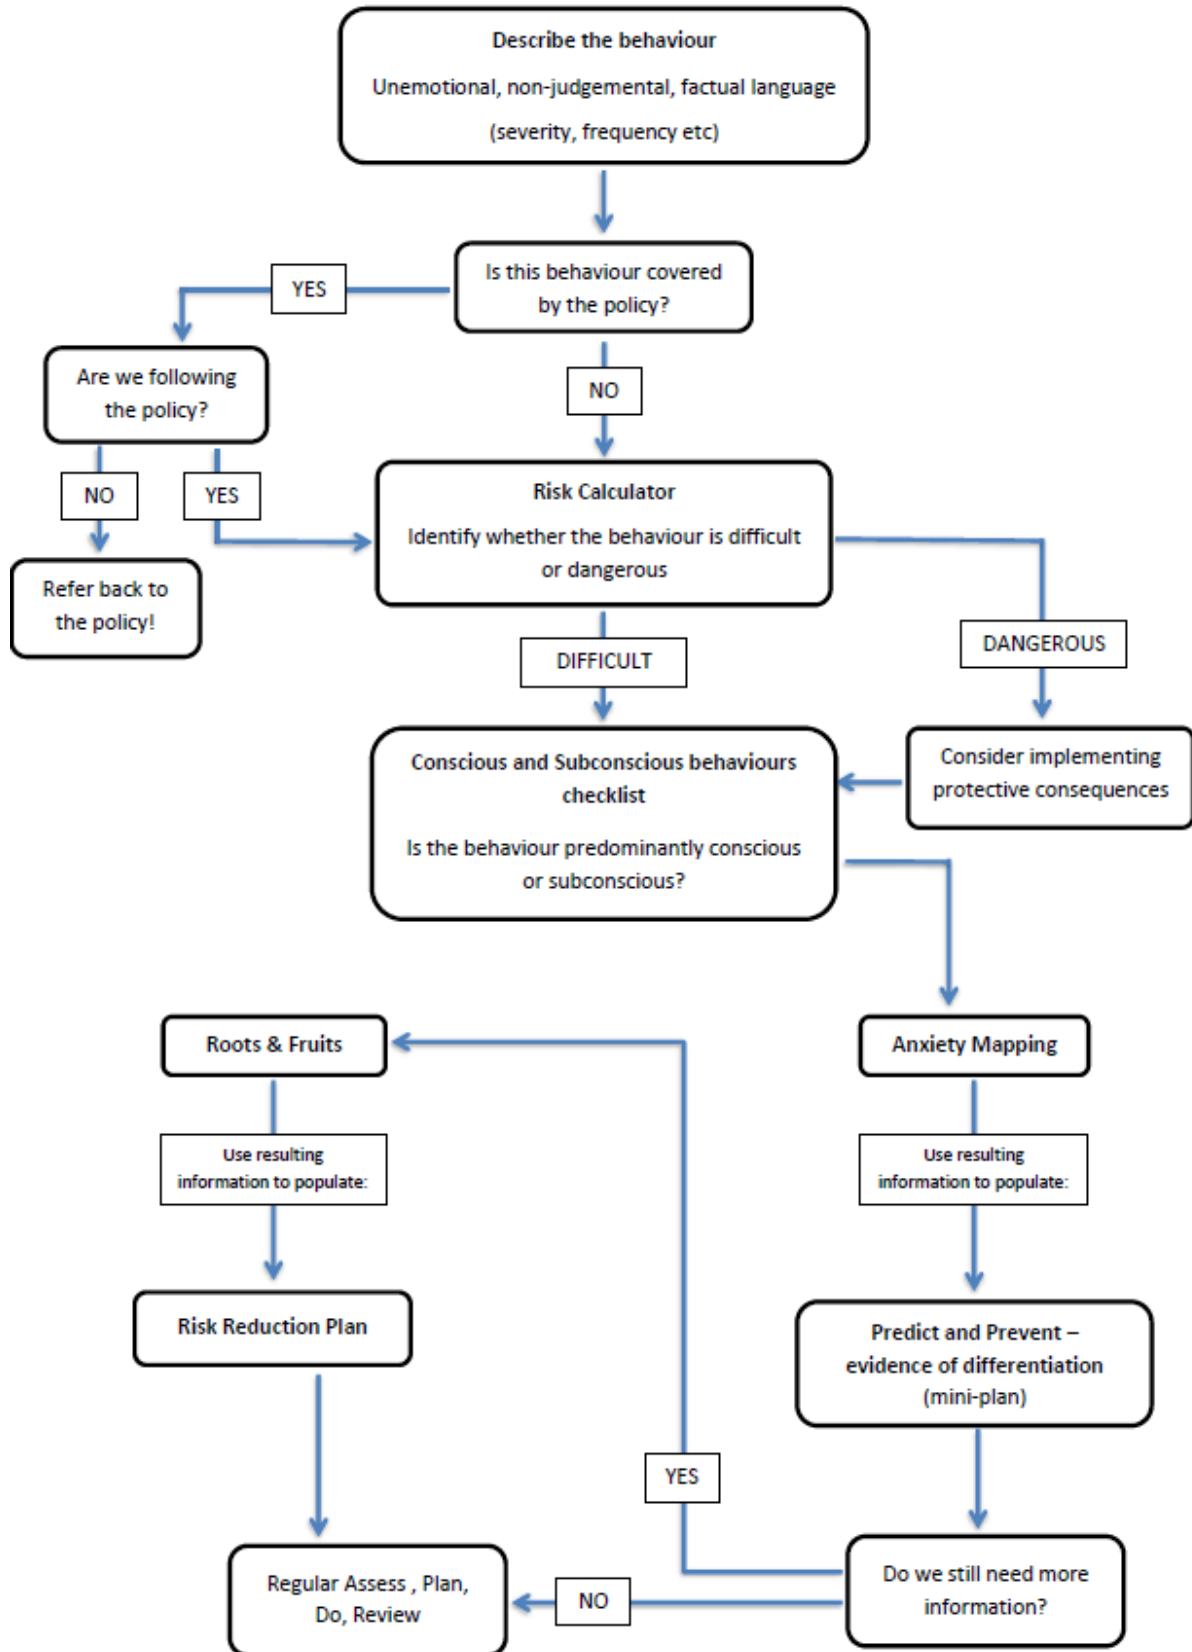 Describe the behaviour
Unemotional, non-judgemental, factual language
(severity, frequency etc)
Is this behaviour covered
by the policy?
YES
Are we following
the policy?
NO
NO
YES
Risk Calculator
Identify whether the behaviour is difficult
or dangerous
Refer back to
the policy!
DIFFICULT
DANGEROUS
Conscious and Subconscious behaviours
checklist
Is the behaviour predominantly conscious
or subconscious?
Consider implementing
protective consequences
Roots & Fruits
Anxiety Mapping
Use resulting
information to populate:
Use resulting
information to populate:
Risk Reduction Plan
Predict and Prevent –
evidence of differentiation
(mini-plan)
YES
Regular Assess , Plan,
Do, Review
NO
Do we still need more
information?